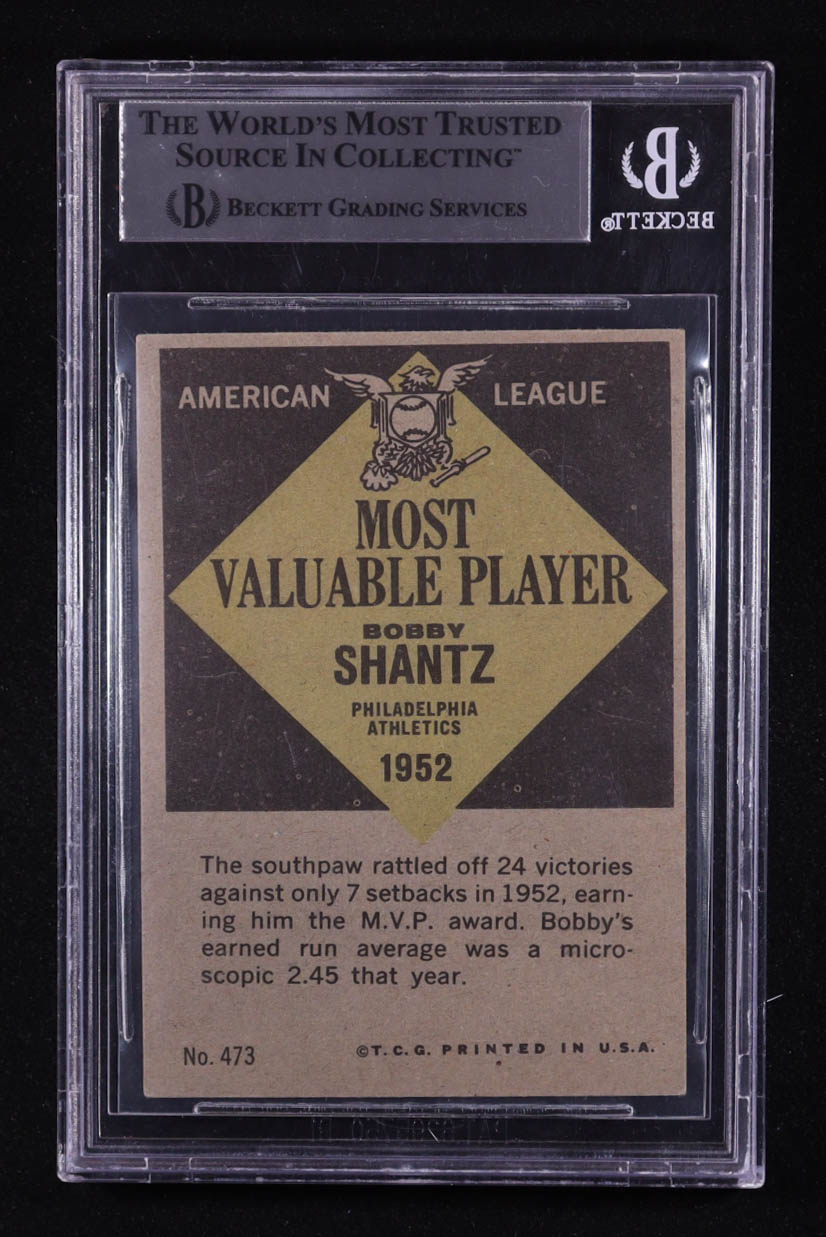 THE WORLD'S MOST TRUSTED
SOURCE IN COLLECTING™
B BECKETT GRADING SERVICES
B
BECKETT®
AMERICAN LEAGUE
MOST
VALUABLE PLAYER
BOBBY
SHANTZ
PHILADELPHIA
ATHLETICS
1952
The southpaw rattled off 24 victories
against only 7 setbacks in 1952, earn-
ing him the M.V.P. award. Bobby's
earned run average was a micro-
scopic 2.45 that year.
No. 473
©T.C.G. PRINTED IN U.S.A.